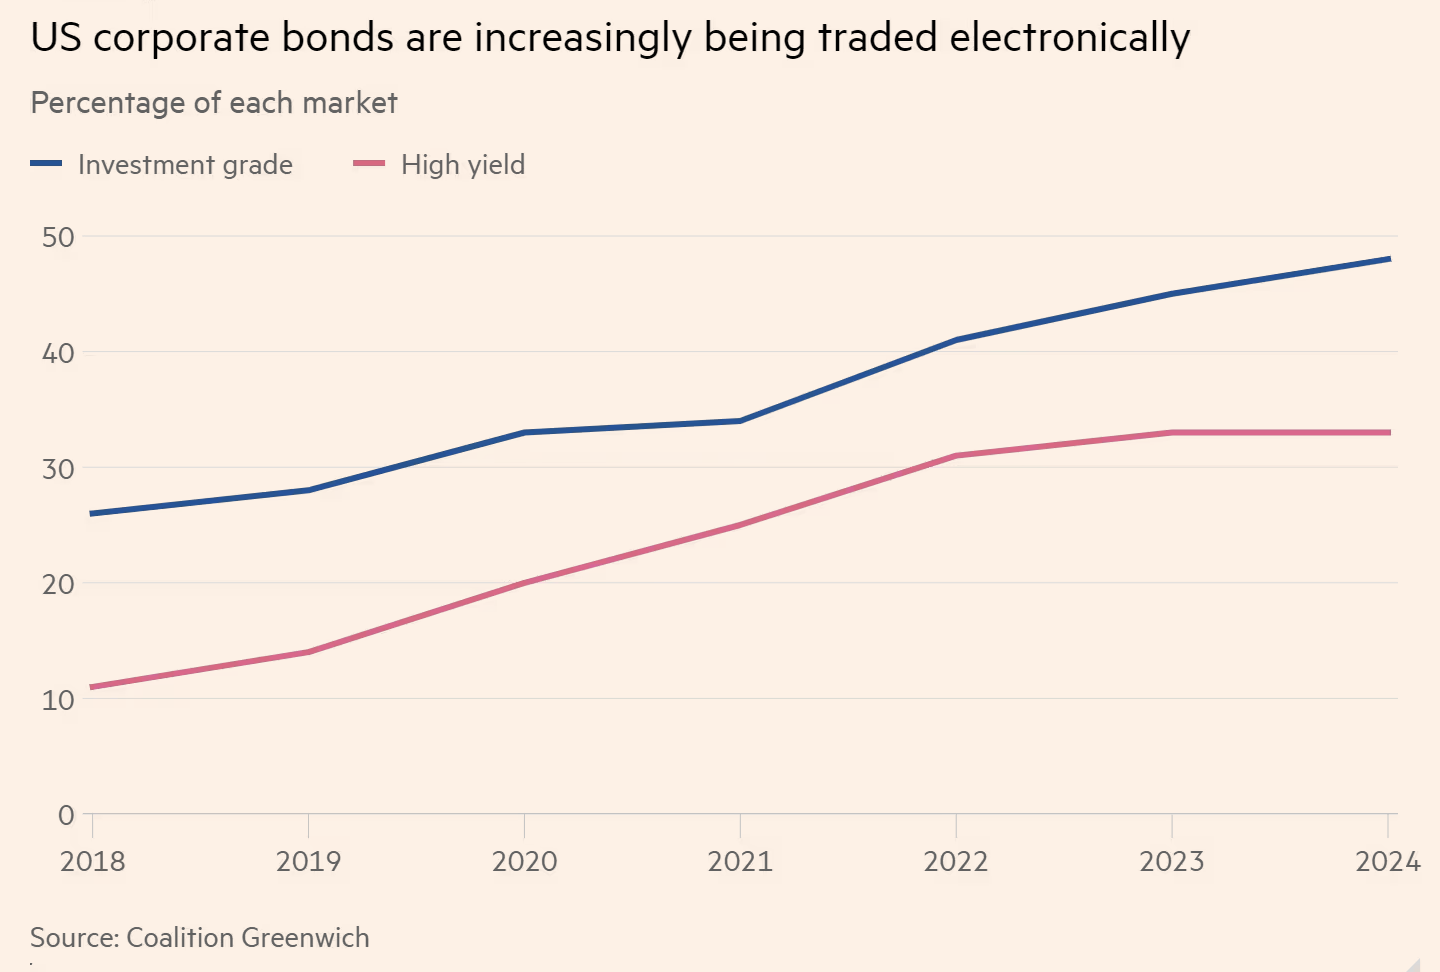 US corporate bonds are increasingly being traded electronically
Percentage of each market
Investment grade High yield
50
40
30
20
10
0
2018 2019 2020 2021 2022 2023 2024
Source: Coalition Greenwich
.